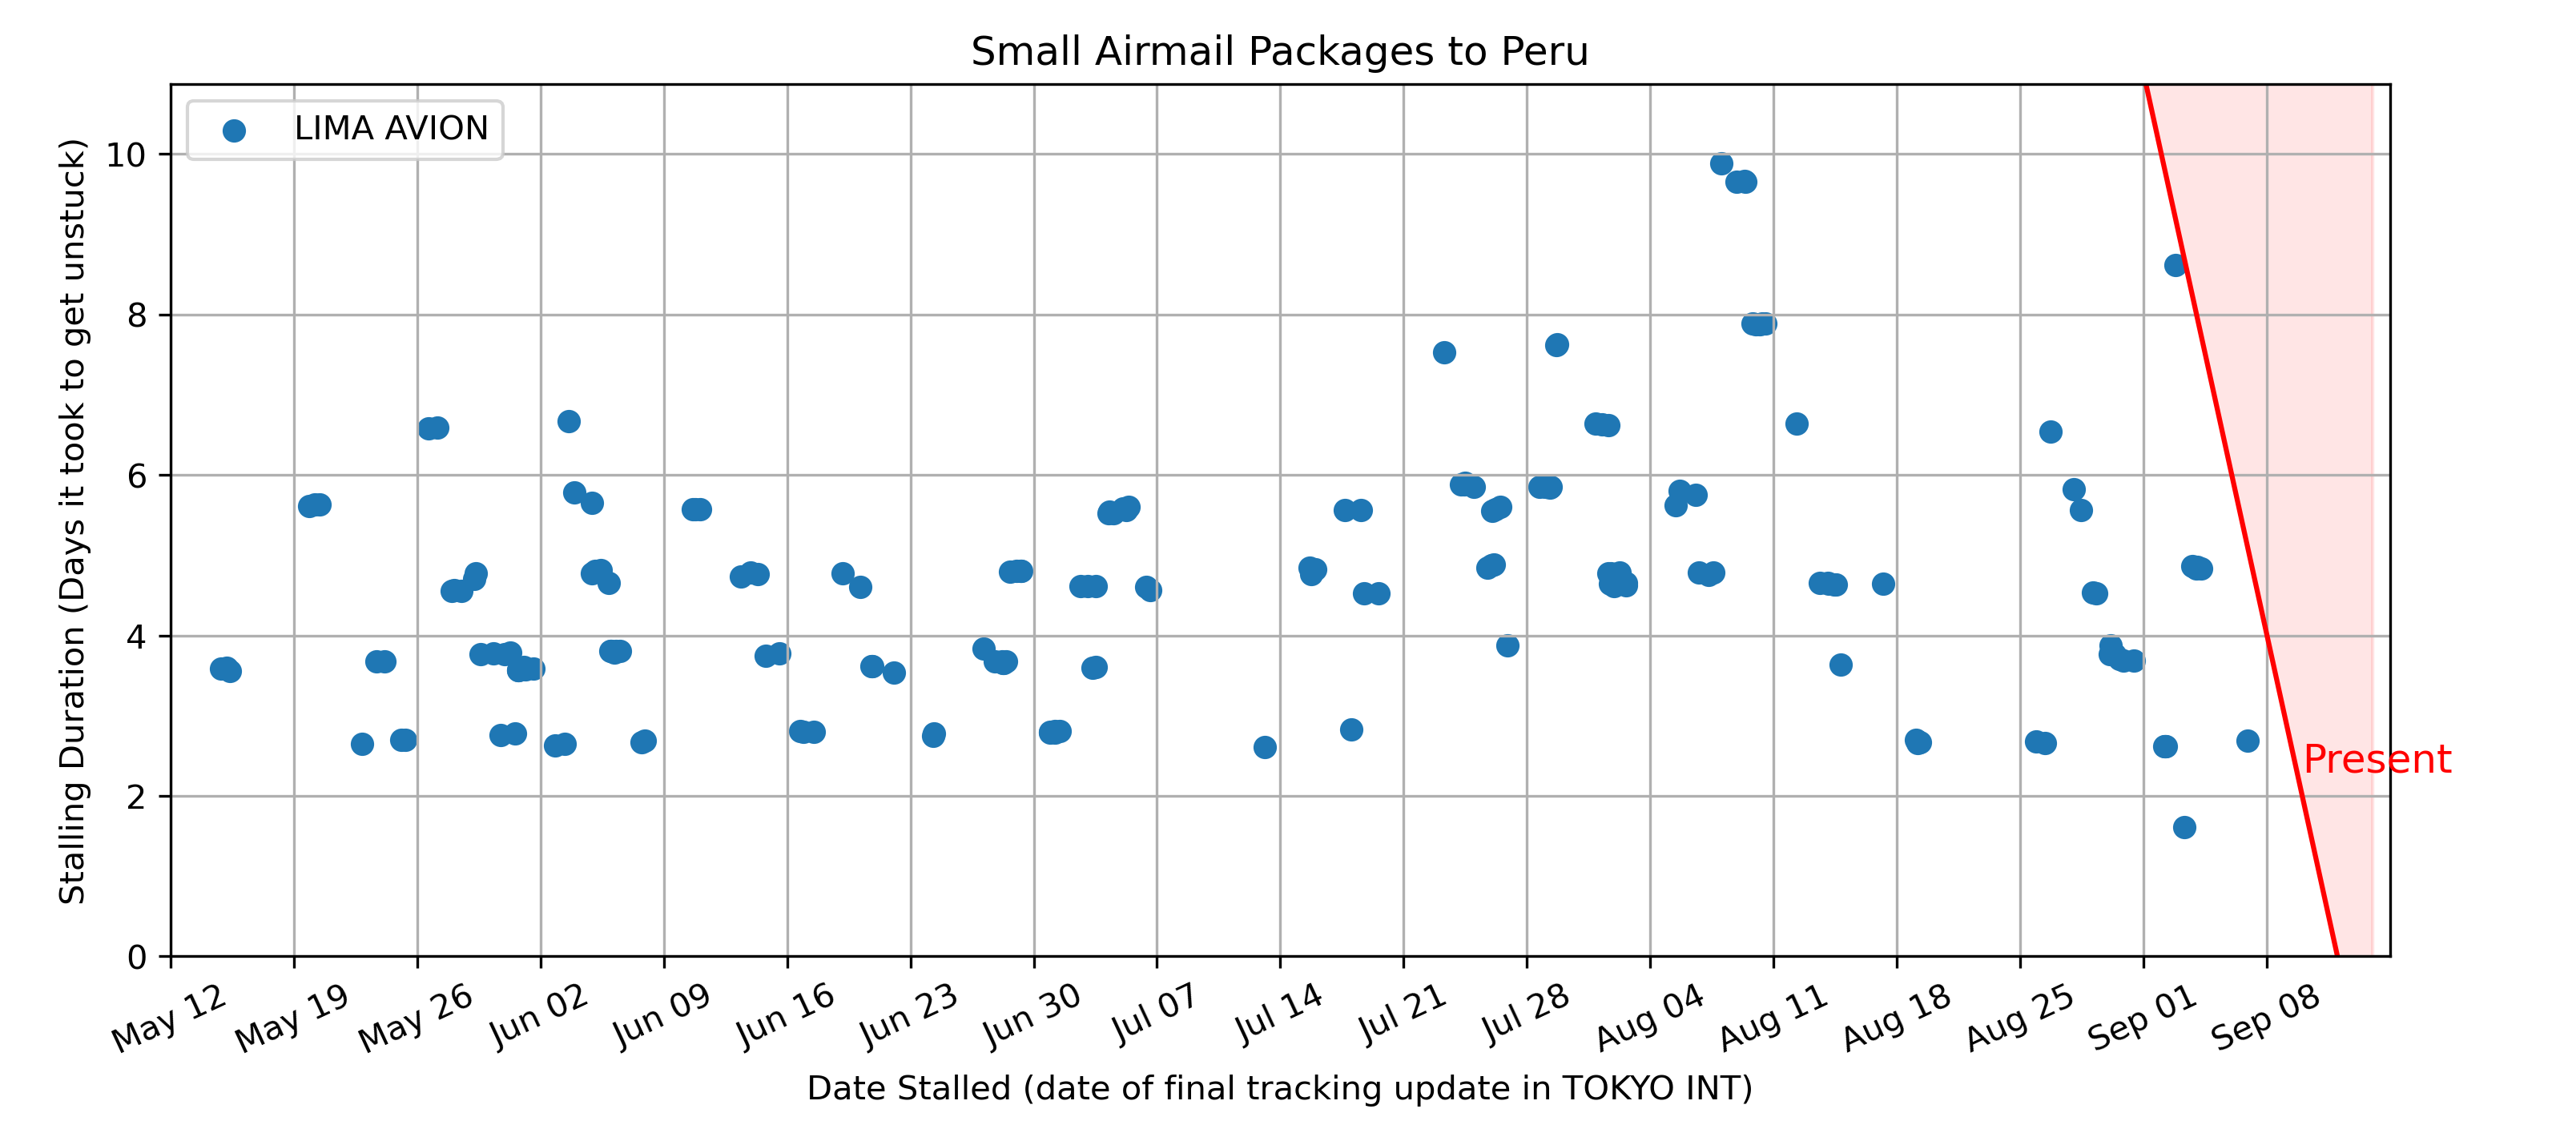 Small Airmail Packages to Peru
LIMA AVION
Stalling Duration (Days it took to get unstuck)
10
8
6
4
2
0
Present
May 12
May 19
May 26
Jun 02
Jun 09
Jun 16
Jun 23
Jun 30
Jul 07
Jul 14
Jul 21
Jul 28
Aug 04
Aug 11
Aug 18
Aug 25
Sep 01
Sep 08
Date Stalled (date of final tracking update in TOKYO INT)